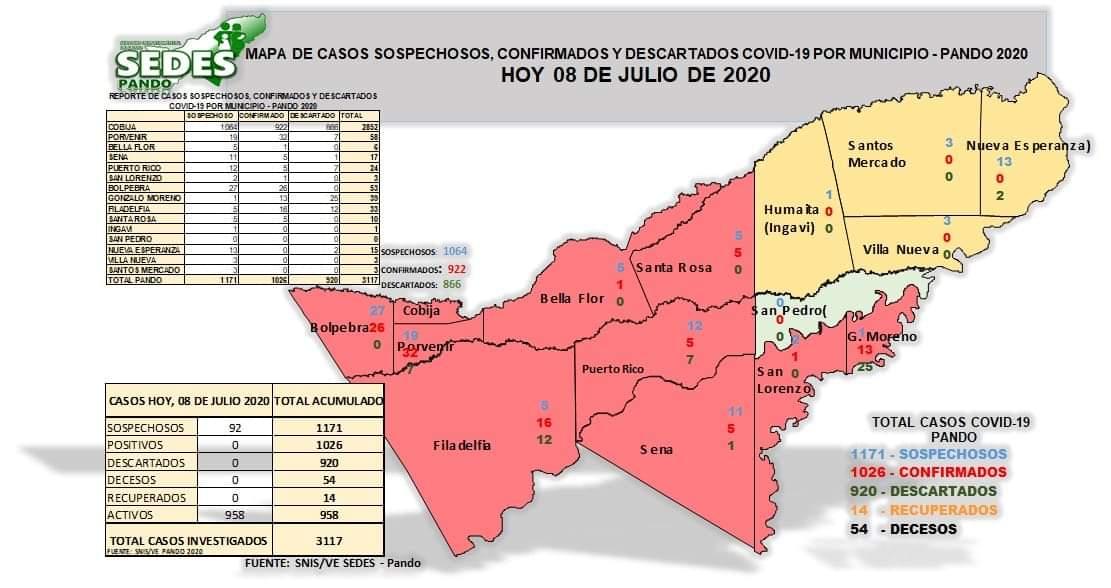 SEDES
PANDO
MAPA DE CASOS SOSPECHOSOS, CONFIRMADOS Y DESCARTADOS COVID-19 POR MUNICIPIO - PANDO 2020
HOY 08 DE JULIO DE 2020
REPORTE DE CASOS SOSPECHOSOS, CONFIRMADOS Y DESCARTADOS
COVID-19 POR MUNICIPIO - PANDO 2020
SOSPECHOSO CONFIRMADO DESCARTADO TOTAL
COBIJA 1064 922 866 2852
PORVENIR 19 32 7 58
BELLA FLOR 5 1 0 6
SENA 11 5 1 17
PUERTO RICO 12 5 7 24
SAN LORENZO 2 1 0 3
BOLPEBRA 27 26 0 53
GONZALO MORENO 1 13 25 39
FILADELFIA 5 16 12 33
SANTA ROSA 5 5 0 10
INGAVI 1 0 0 1
SAN PEDRO 0 0 0 0
NUEVA ESPERANZA 13 0 2 15
VILLA NUEVA 3 0 0 3
SANTOS MERCADO 3 0 0 3
TOTAL PANDO 1171 1026 920 3117
SOSPECHOSOS: 1064
CONFIRMADOS: 922
DESCARTADOS: 866
Santos Mercado 3 0 0
Nueva Esperanza) 13 0 2
Humaita (Ingavi) 1 0 0
Villa Nueva 3 0 0
Santa Rosa 5 5 0
Bella Flor 5 1 0
Cobija
Bolpebra 27 26 0
Porvenir 19 32 7
San Pedro( 0 0 0
G. Moreno 1 13 25
San Lorenzo 2 1 0
Puerto Rico 12 5 7
Filadelfia 5 16 12
Sena 11 5 1
CASOS HOY, 08 DE JULIO 2020 TOTAL ACUMULADO
SOSPECHOSOS 92 1171
POSITIVOS 0 1026
DESCARTADOS 0 920
DECESOS 0 54
RECUPERADOS 0 14
ACTIVOS 958 958
TOTAL CASOS INVESTIGADOS 3117
FUENTE: SNIS/VE PANDO 2020
FUENTE: SNIS/VE SEDES - Pando
TOTAL CASOS COVID-19
PANDO
1171 - SOSPECHOSOS
1026 - CONFIRMADOS
920 - DESCARTADOS
14 - RECUPERADOS
54 - DECESOS